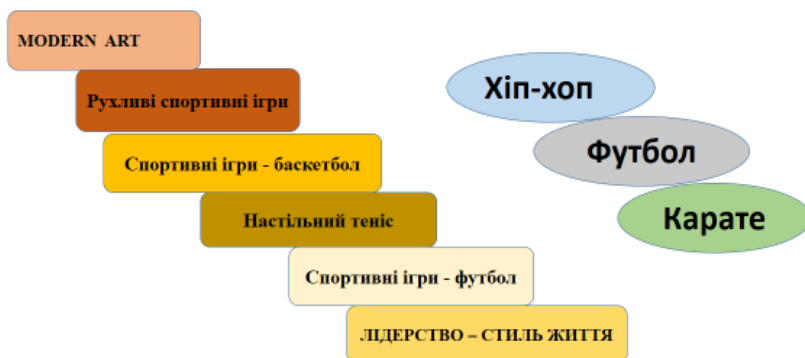 MODERN ART
Рухливі спортивні ігри
Спортивні ігри - баскетбол
Настільний теніс
Спортивні ігри - футбол
ЛІДЕРСТВО – СТИЛЬ ЖИТТЯ
Хіп-хоп
Футбол
Карате